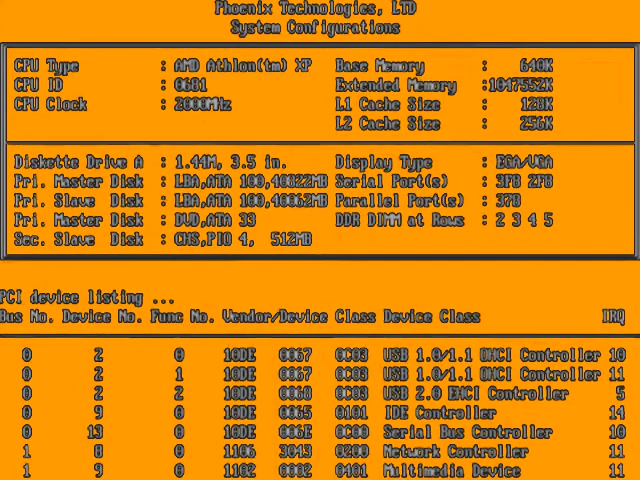 Phoenix Technologies, LTD
System Configurations
CPU Type : AMD Athlon(tm) XP Base Memory : 640K
CPU ID : 0681 Extended Memory :1047552K
CPU Clock : 2000MHz L1 Cache Size : 128K
L2 Cache Size : 256K
Diskette Drive A : 1.44M, 3.5 in. Display Type : EGA/VGA
Pri. Master Disk : LBA,ATA 100,40822MB Serial Port(s) : 3F8 2F8
Pri. Slave Disk : LBA,ATA 100,40062MB Parallel Port(s) : 378
Pri. Master Disk : DVD,ATA 33 DDR DIMM at Rows : 2 3 4 5
Sec. Slave Disk : CHS,PIO 4, 512MB
PCI device listing ...
Bus No. Device No. Func No. Vendor/Device Class Device Class IRQ
0 2 0 10DE 0067 0C03 USB 1.0/1.1 OHCI Controller 10
0 2 1 10DE 0067 0C03 USB 1.0/1.1 OHCI Controller 11
0 2 2 10DE 0068 0C03 USB 2.0 EHCI Controller 5
0 9 0 10DE 0065 0101 IDE Controller 14
0 13 0 10DE 006E 0C00 Serial Bus Controller 10
1 8 0 1106 3043 0200 Network Controller 11
1 9 0 1102 0002 0401 Multimedia Device 11